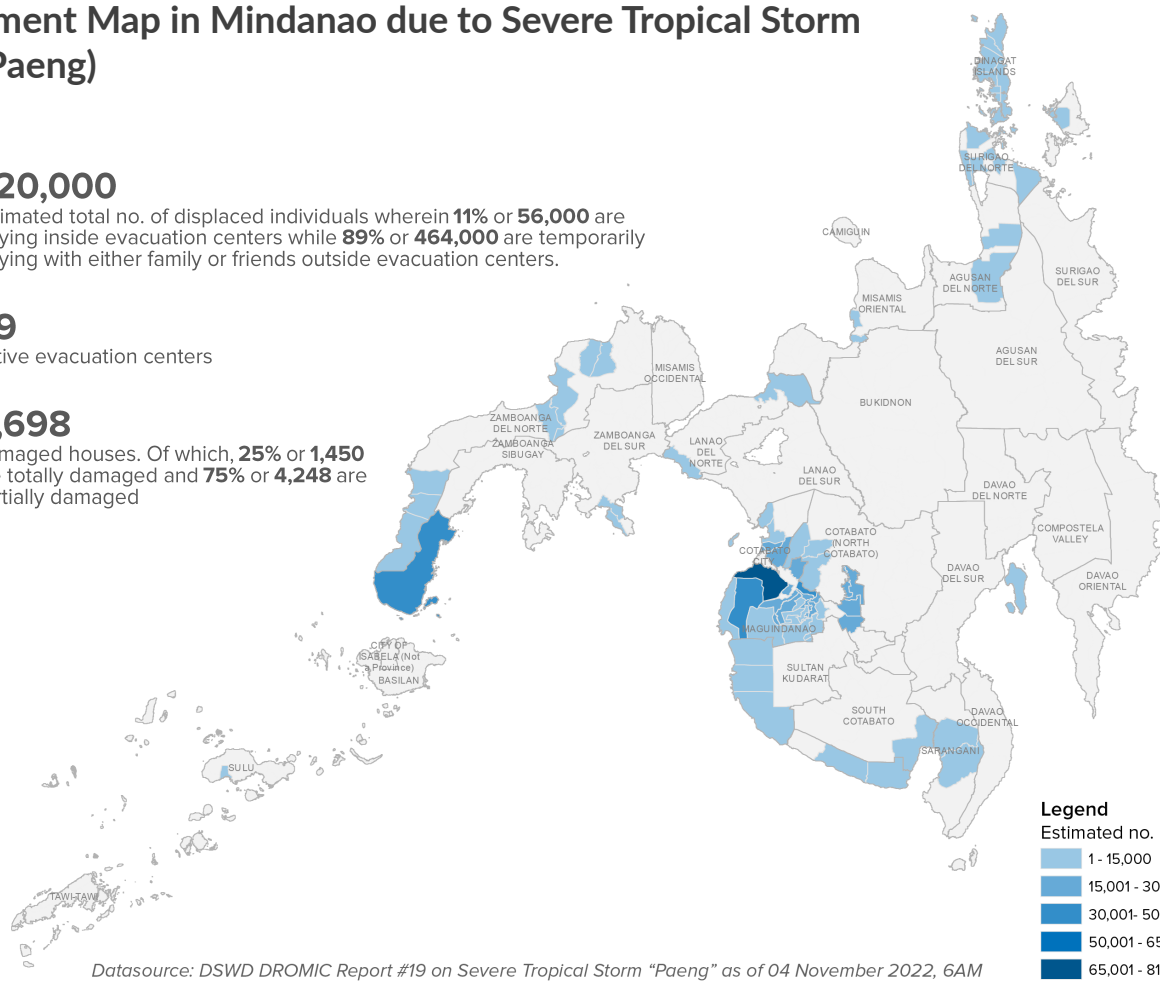 ment Map in Mindanao due to Severe Tropical Storm
Paeng)
20,000
imated total no. of displaced individuals wherein 11% or 56,000 are
ying inside evacuation centers while 89% or 464,000 are temporarily
ying with either family or friends outside evacuation centers.
9
tive evacuation centers
,698
maged houses. Of which, 25% or 1,450
totally damaged and 75% or 4,248 are
rtially damaged
DINAGAT
ISLANDS
SURIGAO
DEL NORTE
CAMIGUIN
AGUSAN
DEL NORTE
SURIGAO
DEL SUR
MISAMIS
ORIENTAL
AGUSAN
DEL SUR
MISAMIS
OCCIDENTAL
BUKIDNON
ZAMBOANGA
DEL NORTE
ZAMBOANGA
SIBUGAY
ZAMBOANGA
DEL SUR
LANAO
DEL
NORTE
LANAO
DEL SUR
DAVAO
DEL NORTE
COMPOSTELA
VALLEY
COTABATO
(NORTH
COTABATO)
COTABATO
CITY
DAVAO
DEL SUR
DAVAO
ORIENTAL
MAGUINDANAO
CITY OF
ISABELA (Not
a Province)
BASILAN
SULTAN
KUDARAT
SOUTH
COTABATO
DAVAO
OCCIDENTAL
SARANGANI
SULU
TAWI-TAWI
Legend
Estimated no.
1 - 15,000
15,001 - 30
30,001- 50
50,001 - 65
65,001 - 81
Datasource: DSWD DROMIC Report #19 on Severe Tropical Storm “Paeng” as of 04 November 2022, 6AM